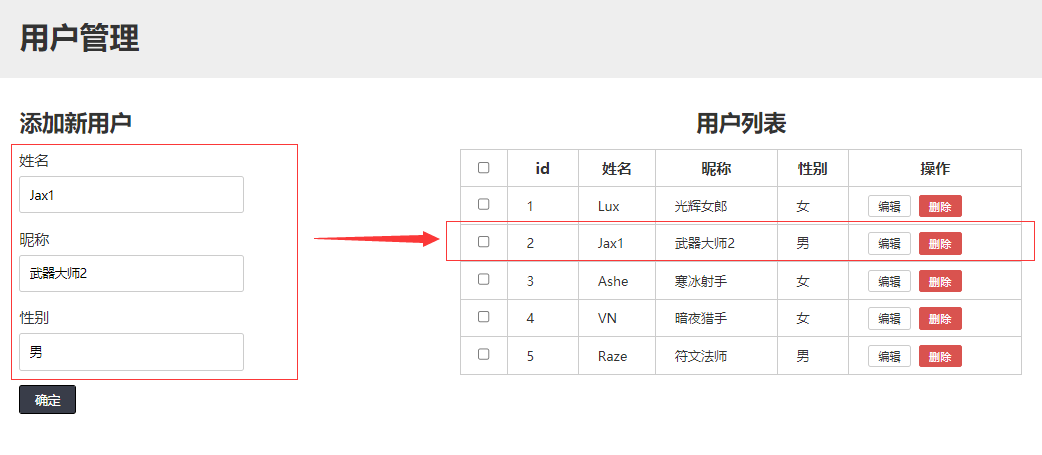 用户管理
添加新用户
姓名
Jax1
昵称
武器大师2
性别
男
确定
用户列表
id 姓名 昵称 性别 操作
1 Lux 光辉女郎 女 编辑 删除
2 Jax1 武器大师2 男 编辑 删除
3 Ashe 寒冰射手 女 编辑 删除
4 VN 暗夜猎手 女 编辑 删除
5 Raze 符文法师 男 编辑 删除